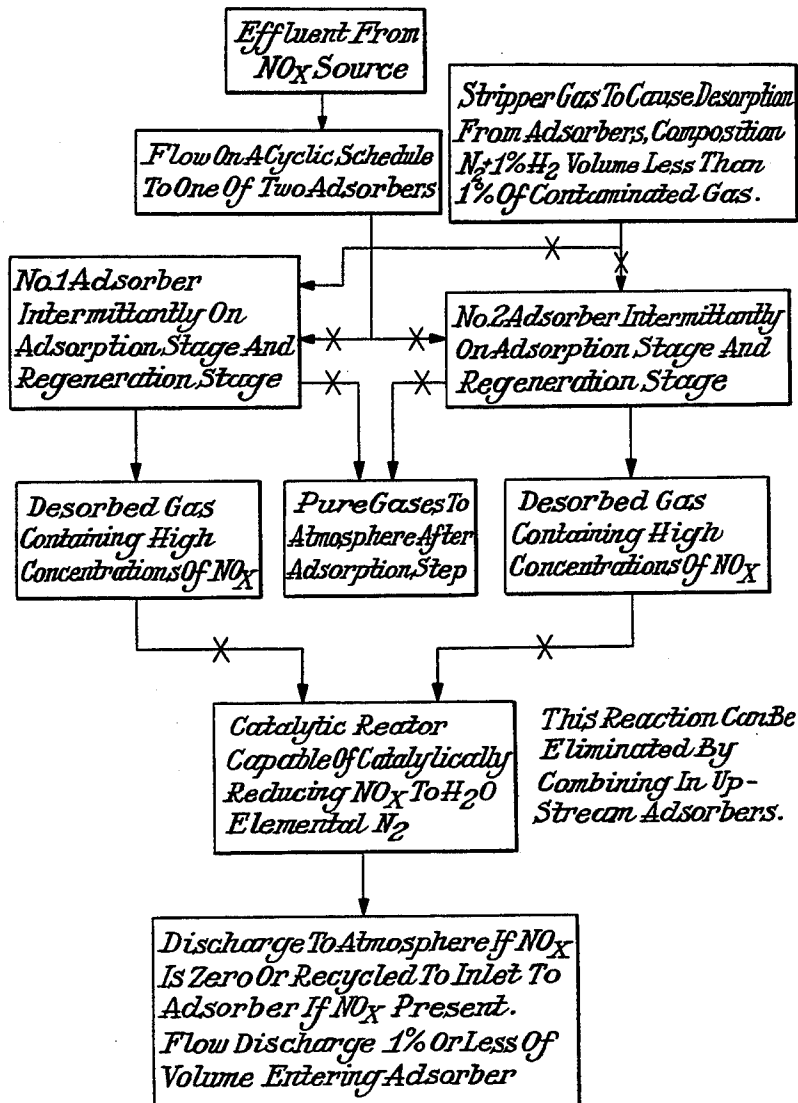 Effluent From
NOX Source
Stripper Gas To Cause Desorption
From Adsorbers, Composition
N2+1% H2 Volume Less Than
1% Of Contaminated Gas.
Flow On A Cyclic Schedule
To One Of Two Adsorbers
No.1 Adsorber
Intermittantly On
Adsorption Stage And
Regeneration Stage
No.2 Adsorber Intermittantly
On Adsorption Stage And
Regeneration Stage
Desorbed Gas
Containing High
Concentrations Of NOX
Pure Gases To
Atmosphere After
Adsorption Step
Desorbed Gas
Containing High
Concentrations Of NOX
Catalytic Reator
Capable Of Catalytically
Reducing NOX To H2O
Elemental N2
This Reaction Can Be
Eliminated By
Combining In Up-
Stream Adsorbers.
Discharge To Atmosphere If NOX
Is Zero Or Recycled To Inlet To
Adsorber If NOX Present.
Flow Discharge 1% Or Less Of
Volume Entering Adsorber